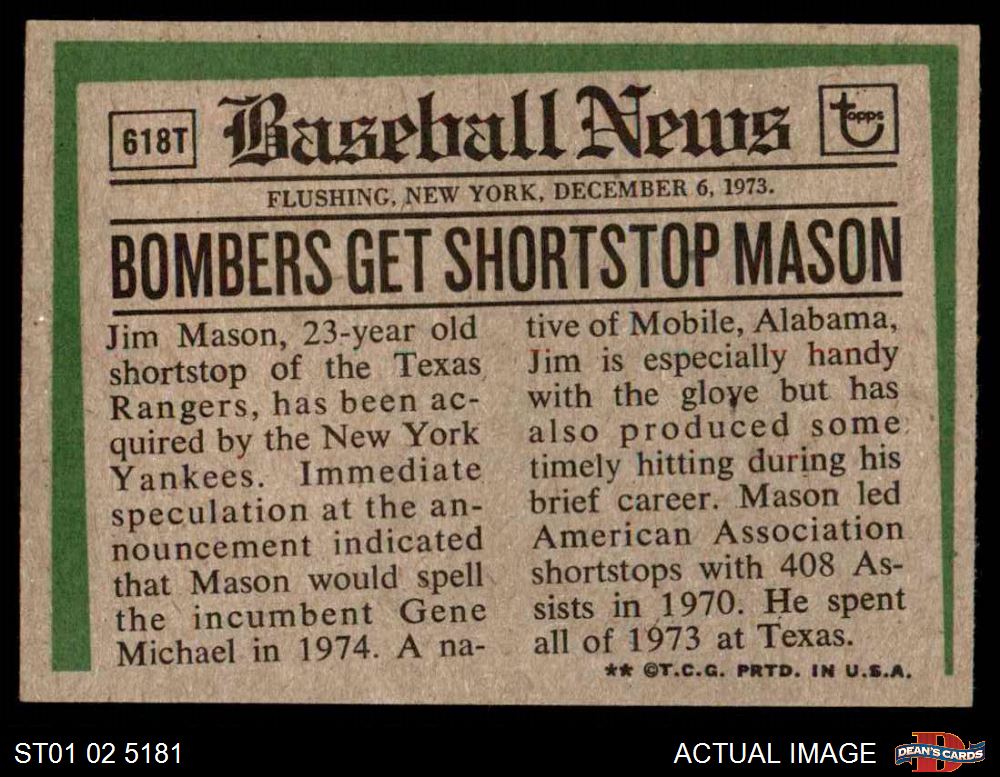 618T
Baseball News
topps
FLUSHING, NEW YORK, DECEMBER 6, 1973.
BOMBERS GET SHORTSTOP MASON
Jim Mason, 23-year old
shortstop of the Texas
Rangers, has been ac-
quired by the New York
Yankees. Immediate
speculation at the an-
nouncement indicated
that Mason would spell
the incumbent Gene
Michael in 1974. A na-
tive of Mobile, Alabama,
Jim is especially handy
with the glove but has
also produced some
timely hitting during his
brief career. Mason led
American Association
shortstops with 408 As-
sists in 1970. He spent
all of 1973 at Texas.
** ©T.C.G. PRTD. IN U.S.A.
ST01 02 5181
ACTUAL IMAGE
DEAN'S CARDS